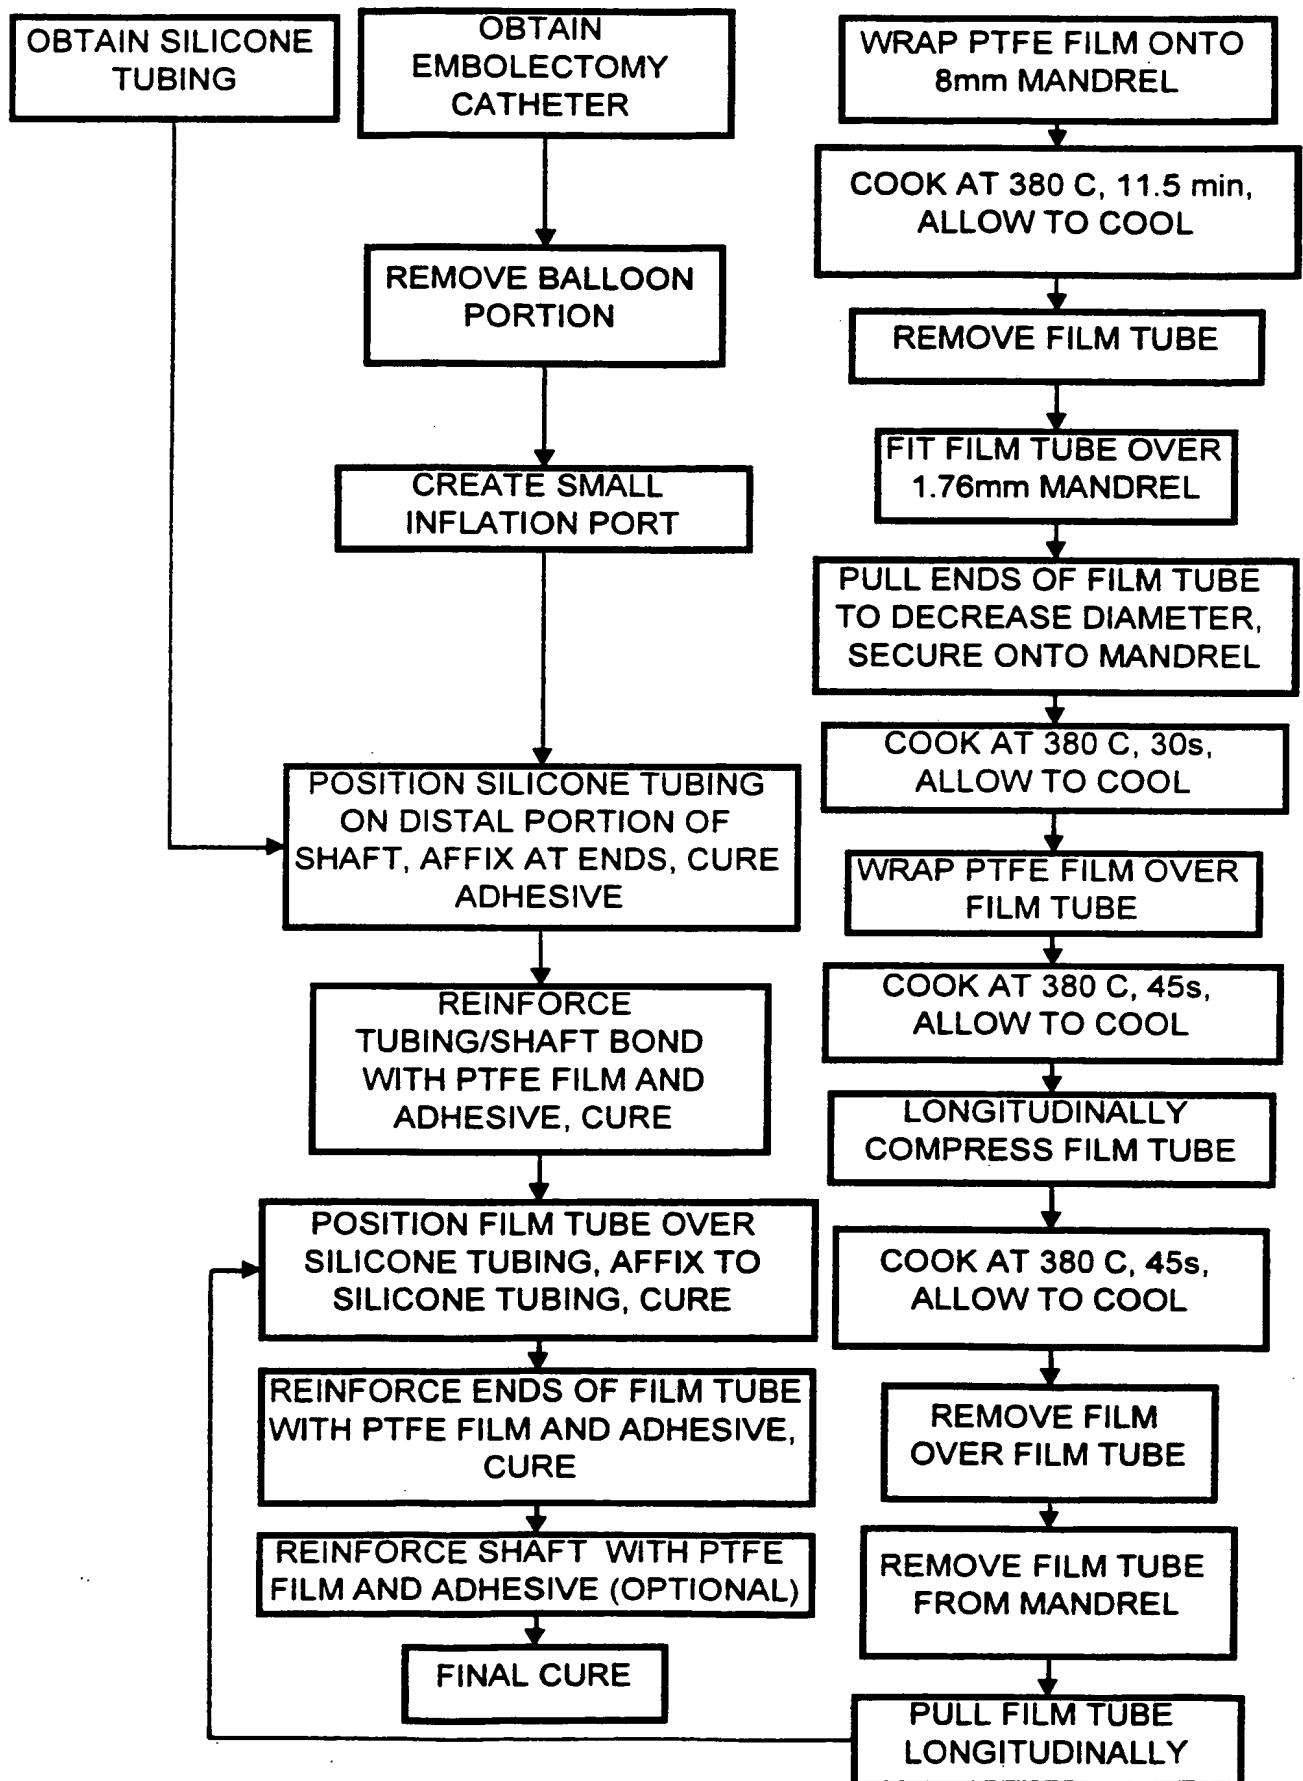 OBTAIN SILICONE
TUBING
OBTAIN
EMBOLECTOMY
CATHETER
REMOVE BALLOON
PORTION
CREATE SMALL
INFLATION PORT
POSITION SILICONE TUBING
ON DISTAL PORTION OF
SHAFT, AFFIX AT ENDS, CURE
ADHESIVE
REINFORCE
TUBING/SHAFT BOND
WITH PTFE FILM AND
ADHESIVE, CURE
POSITION FILM TUBE OVER
SILICONE TUBING, AFFIX TO
SILICONE TUBING, CURE
REINFORCE ENDS OF FILM TUBE
WITH PTFE FILM AND ADHESIVE,
CURE
REINFORCE SHAFT WITH PTFE
FILM AND ADHESIVE (OPTIONAL)
FINAL CURE
WRAP PTFE FILM ONTO
8mm MANDREL
COOK AT 380 C, 11.5 min,
ALLOW TO COOL
REMOVE FILM TUBE
FIT FILM TUBE OVER
1.76mm MANDREL
PULL ENDS OF FILM TUBE
TO DECREASE DIAMETER,
SECURE ONTO MANDREL
COOK AT 380 C, 30s,
ALLOW TO COOL
WRAP PTFE FILM OVER
FILM TUBE
COOK AT 380 C, 45s,
ALLOW TO COOL
LONGITUDINALLY
COMPRESS FILM TUBE
COOK AT 380 C, 45s,
ALLOW TO COOL
REMOVE FILM
OVER FILM TUBE
REMOVE FILM TUBE
FROM MANDREL
PULL FILM TUBE
LONGITUDINALLY